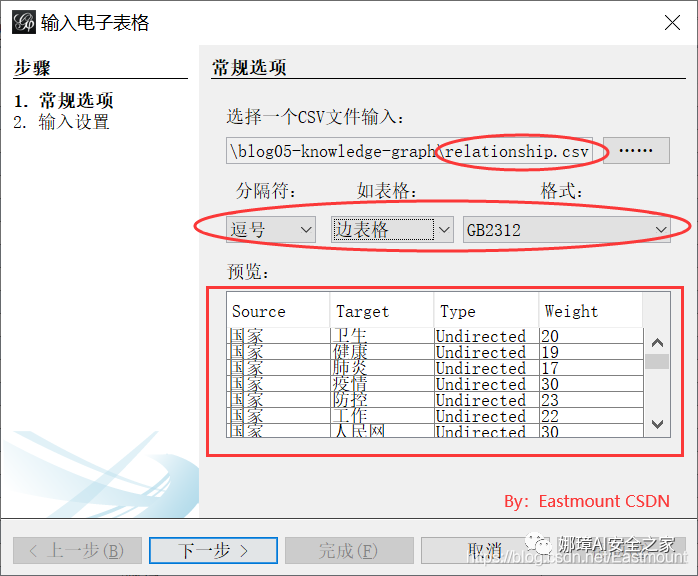 输入电子表格
步骤
1. 常规选项
2. 输入设置
常规选项
选择一个CSV文件输入：
\blog05-knowledge-graph\relationship.csv
······
分隔符： 如表格： 格式：
逗号 边表格 GB2312
预览：
Source Target Type Weight
国家 卫生 Undirected 20
国家 健康 Undirected 19
国家 肺炎 Undirected 17
国家 疫情 Undirected 30
国家 防控 Undirected 23
国家 工作 Undirected 22
国家 人民网 Undirected 30
By：Eastmount CSDN
< 上一步(B) 下一步 > 完成(F) 取消
娜璋AI安全之家
https://blog.csdn.net/Eastmount